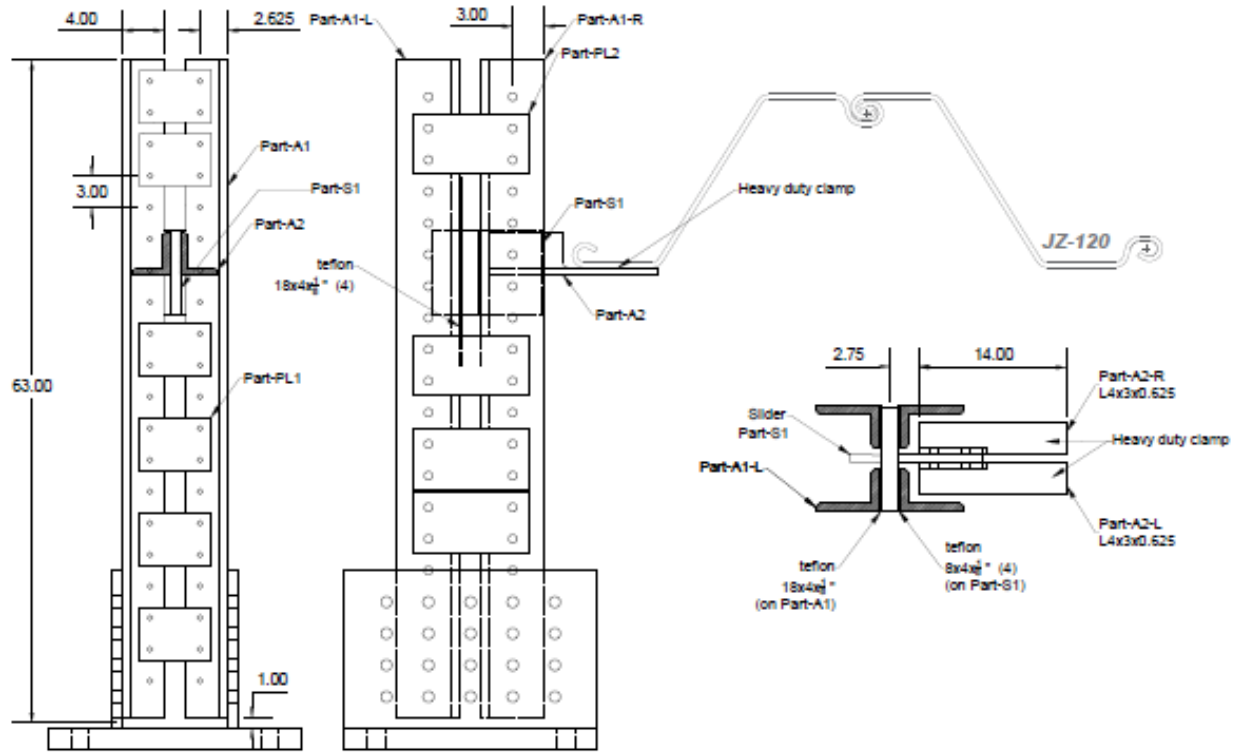 4.00
2.625
Part-A1-L
3.00
Part-A1-R
Part-PL2
Part-A1
3.00
Part-S1
Part-A2
Part-S1
Heavy duty clamp
JZ-120
teflon
18x4x⅛" (4)
Part-A2
63.00
Part-PL1
2.75
14.00
Part-A2-R
L4x3x0.625
Slider
Part-S1
Heavy duty clamp
Part-A1-L
Part-A2-L
L4x3x0.625
teflon
18x4x⅛"
(on Part-A1)
teflon
8x4x⅛" (4)
(on Part-S1)
1.00